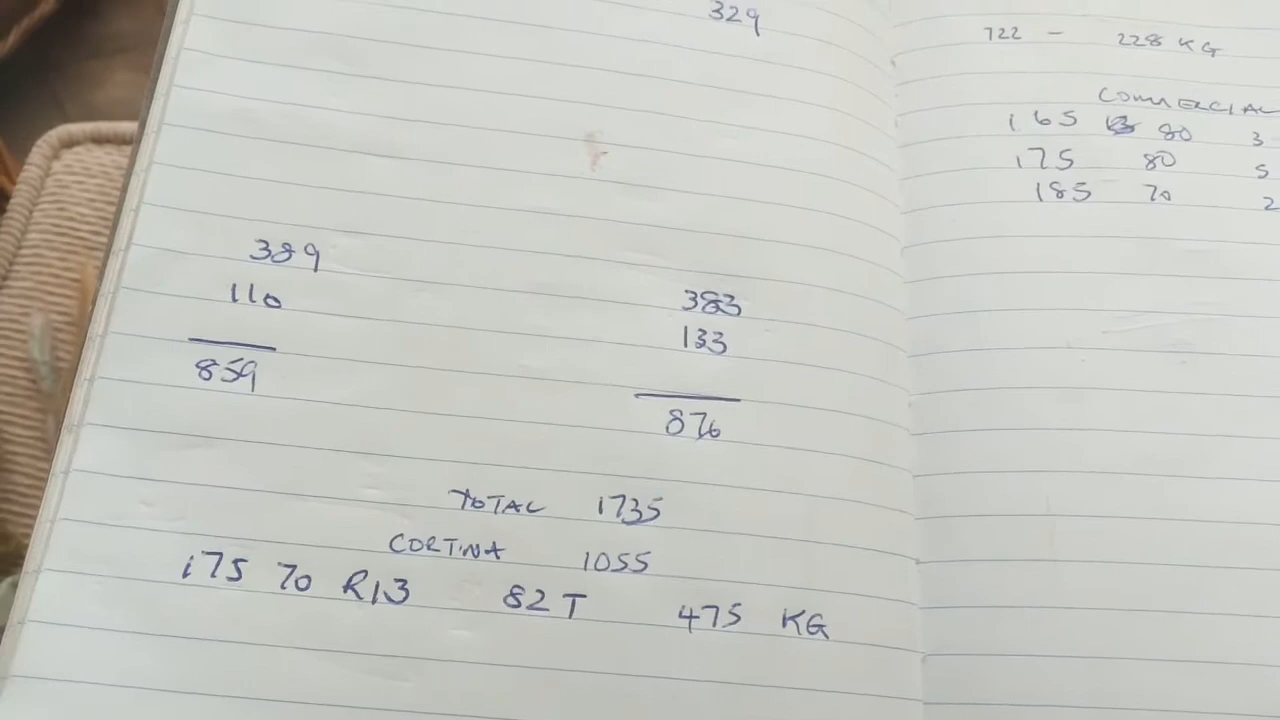 329
389
110
859
383
133
876
TOTAL 1735
CORTINA 1055
175 70 R13 82T 475 KG
722 - 228 KG
COMMERCIAL
165 80 3
175 80 5
185 70 2